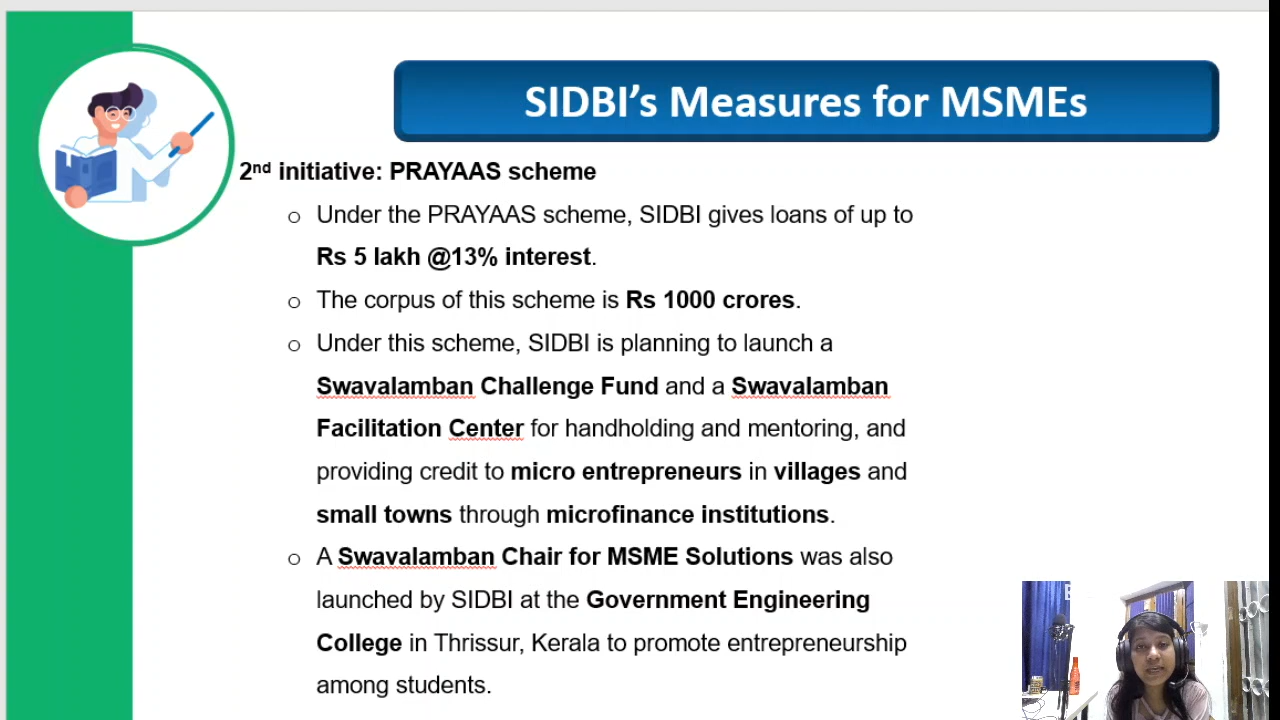 SIDBI’s Measures for MSMEs
2nd initiative: PRAYAAS scheme
o Under the PRAYAAS scheme, SIDBI gives loans of up to
Rs 5 lakh @13% interest.
o The corpus of this scheme is Rs 1000 crores.
o Under this scheme, SIDBI is planning to launch a
Swavalamban Challenge Fund and a Swavalamban
Facilitation Center for handholding and mentoring, and
providing credit to micro entrepreneurs in villages and
small towns through microfinance institutions.
o A Swavalamban Chair for MSME Solutions was also
launched by SIDBI at the Government Engineering
College in Thrissur, Kerala to promote entrepreneurship
among students.